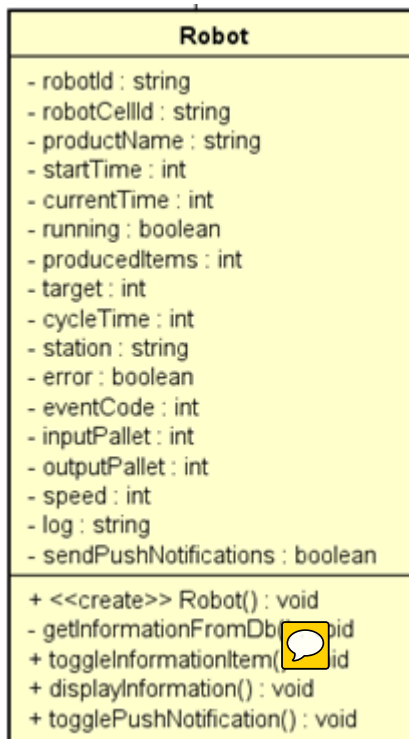 Robot
- robotId : string
- robotCellId : string
- productName : string
- startTime : int
- currentTime : int
- running : boolean
- producedItems : int
- target : int
- cycleTime : int
- station : string
- error : boolean
- eventCode : int
- inputPallet : int
- outputPallet : int
- speed : int
- log : string
- sendPushNotifications : boolean
+ <<create>> Robot() : void
- getInformationFromDb()
+ toggleInformationItem()
+ displayInformation() : void
+ togglePushNotification() : void